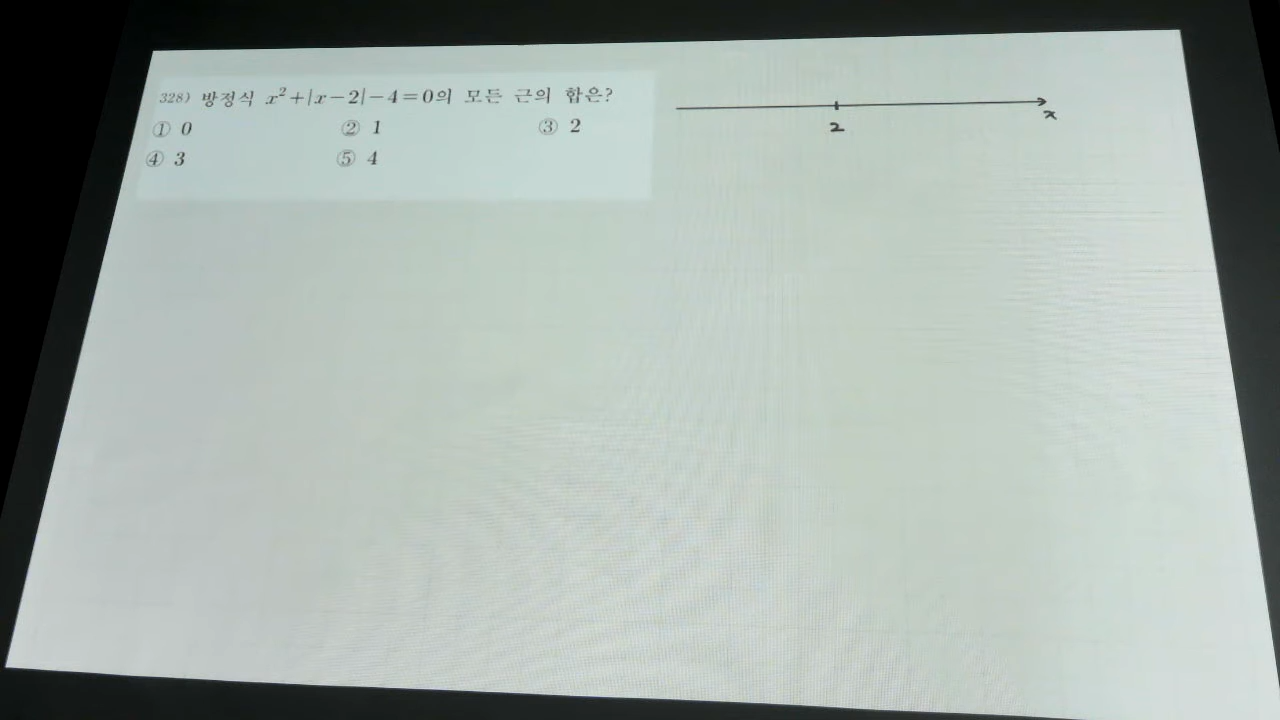 328) 방정식 x²+|x-2|-4=0의 모든 근의 합은?
① 0 ② 1 ③ 2
④ 3 ⑤ 4
2
x